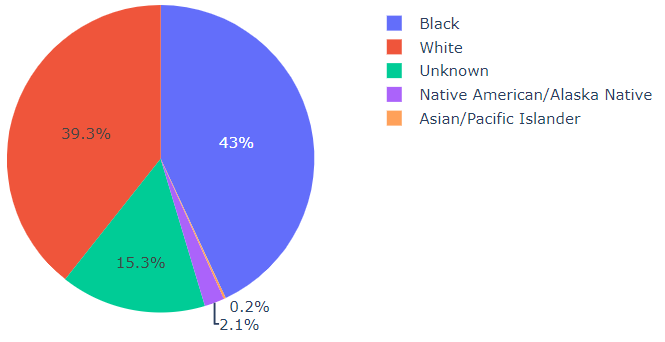 Black
White
Unknown
Native American/Alaska Native
Asian/Pacific Islander
39.3%
43%
15.3%
0.2%
2.1%